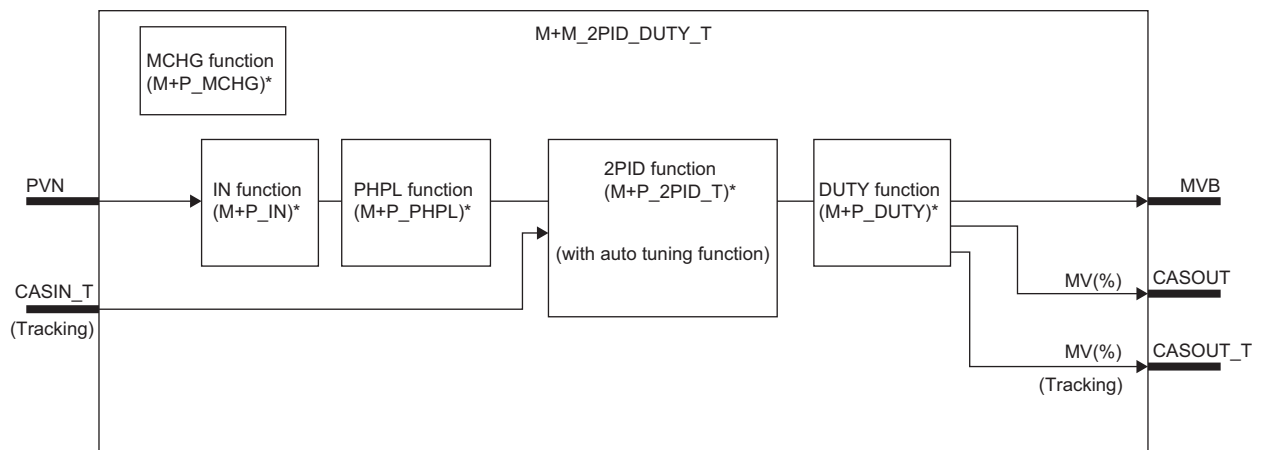 M+M_2PID_DUTY_T
MCHG function
(M+P_MCHG)*
PVN
IN function
(M+P_IN)*
PHPL function
(M+P_PHPL)*
2PID function
(M+P_2PID_T)*
(with auto tuning function)
DUTY function
(M+P_DUTY)*
MVB
CASIN_T
(Tracking)
MV(%)
CASOUT
MV(%)
(Tracking)
CASOUT_T